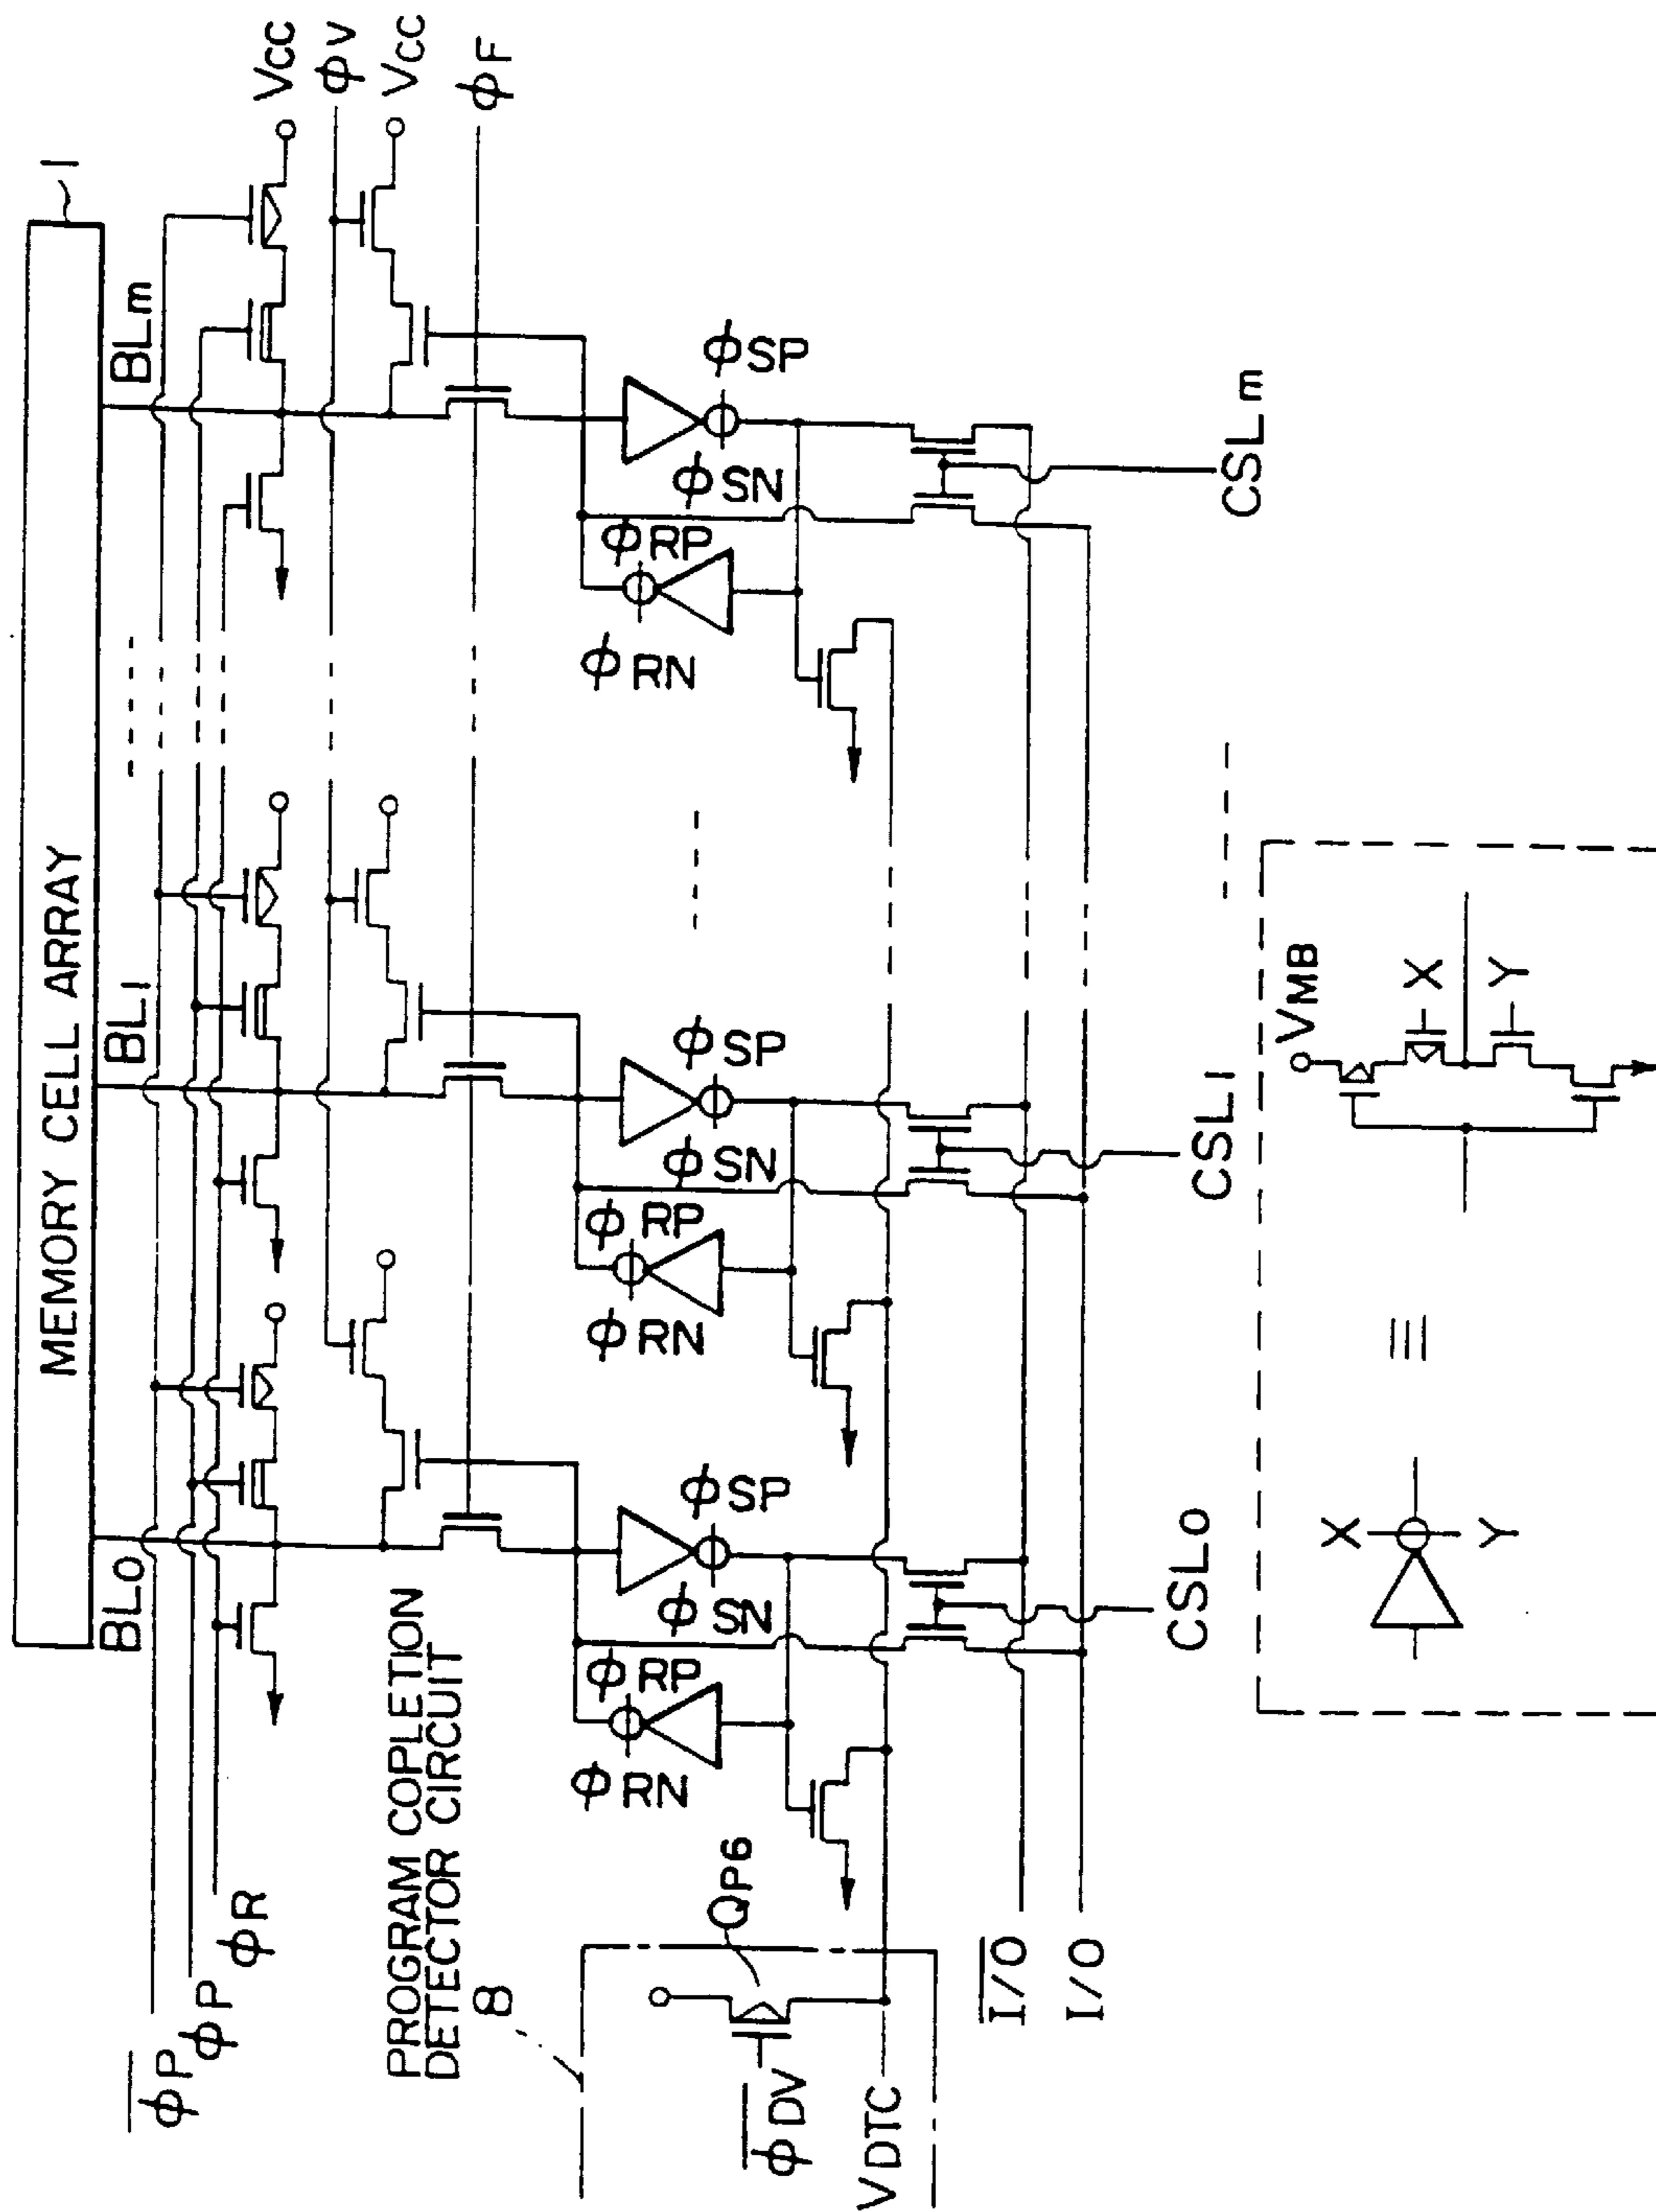 MEMORY CELL ARRAY
1
BL0
BL1
BLm
VCC
ϕV
VCC
ϕF
ϕP
ϕP
ϕR
PROGRAM COPLETION
DETECTOR CIRCUIT
8
ϕSP
ϕSN
ϕRP
ϕRN
ϕSP
ϕSN
ϕRP
ϕRN
ϕSP
ϕSN
ϕRP
ϕRN
QP6
ϕDV
VDTC
I/O
I/O
CSL0
CSL1
CSLm
X
Y
VMB
X
Y